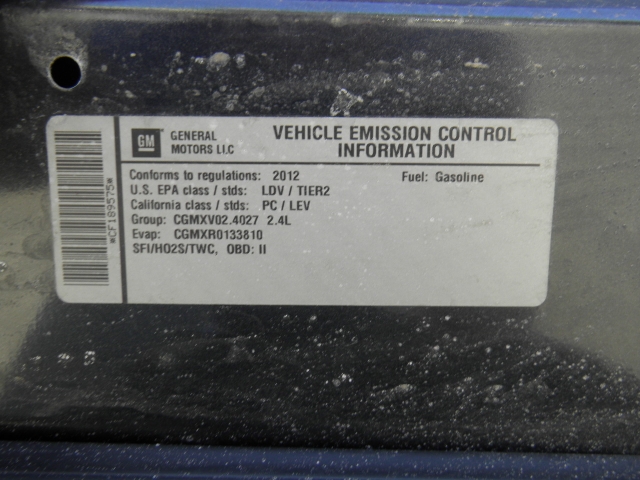 GM
GENERAL
MOTORS LLC
VEHICLE EMISSION CONTROL
INFORMATION
Conforms to regulations: 2012
Fuel: Gasoline
U.S. EPA class / stds: LDV / TIER2
California class / stds: PC / LEV
Group: CGMXV02.4027 2.4L
Evap: CGMXR0133810
SFI/HO2S/TWC, OBD: II
*CF189575*